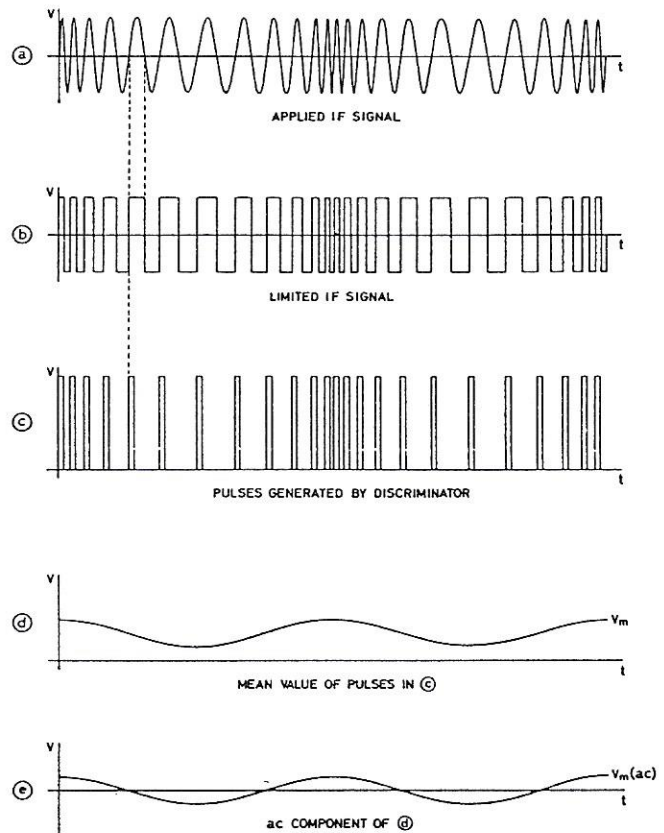 V
ⓐ
t
APPLIED IF SIGNAL
V
ⓑ
t
LIMITED IF SIGNAL
V
ⓒ
t
PULSES GENERATED BY DISCRIMINATOR
V
ⓓ
Vm
t
MEAN VALUE OF PULSES IN ⓒ
V
Vm(ac)
ⓔ
t
ac COMPONENT OF ⓓ